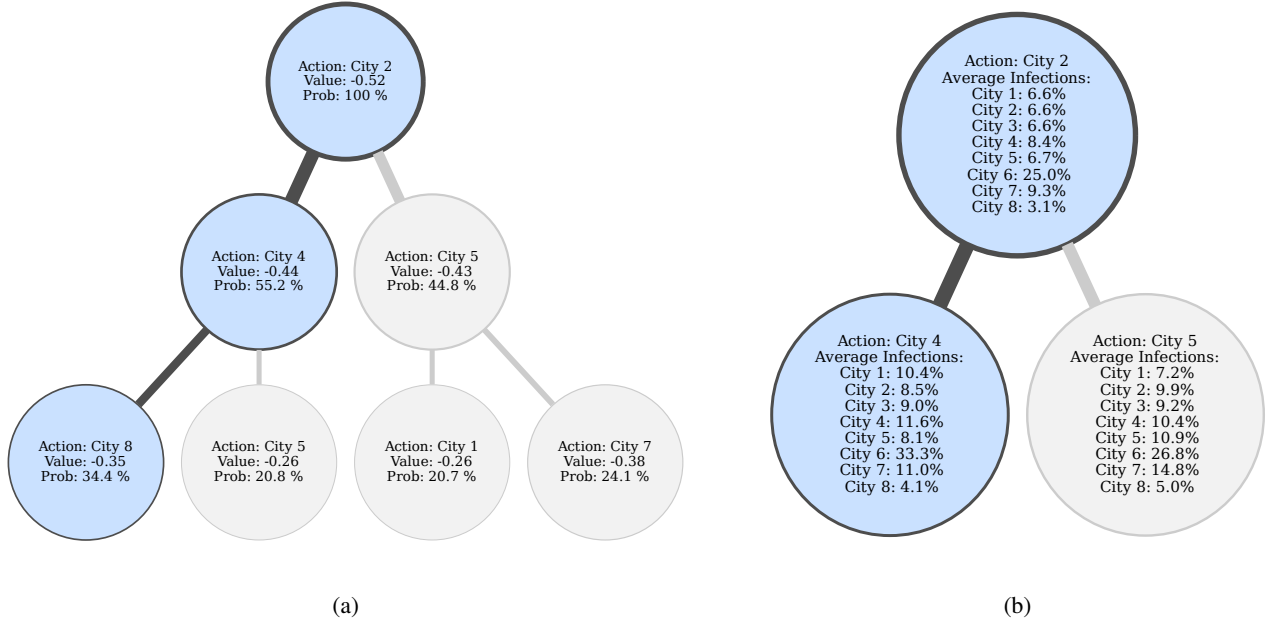 Action: City 2
Value: -0.52
Prob: 100 %
Action: City 4
Value: -0.44
Prob: 55.2 %
Action: City 5
Value: -0.43
Prob: 44.8 %
Action: City 8
Value: -0.35
Prob: 34.4 %
Action: City 5
Value: -0.26
Prob: 20.8 %
Action: City 1
Value: -0.26
Prob: 20.7 %
Action: City 7
Value: -0.38
Prob: 24.1 %
(a)
Action: City 2
Average Infections:
City 1: 6.6%
City 2: 6.6%
City 3: 6.6%
City 4: 8.4%
City 5: 6.7%
City 6: 25.0%
City 7: 9.3%
City 8: 3.1%
Action: City 4
Average Infections:
City 1: 10.4%
City 2: 8.5%
City 3: 9.0%
City 4: 11.6%
City 5: 8.1%
City 6: 33.3%
City 7: 11.0%
City 8: 4.1%
Action: City 5
Average Infections:
City 1: 7.2%
City 2: 9.9%
City 3: 9.2%
City 4: 10.4%
City 5: 10.9%
City 6: 26.8%
City 7: 14.8%
City 8: 5.0%
(b)